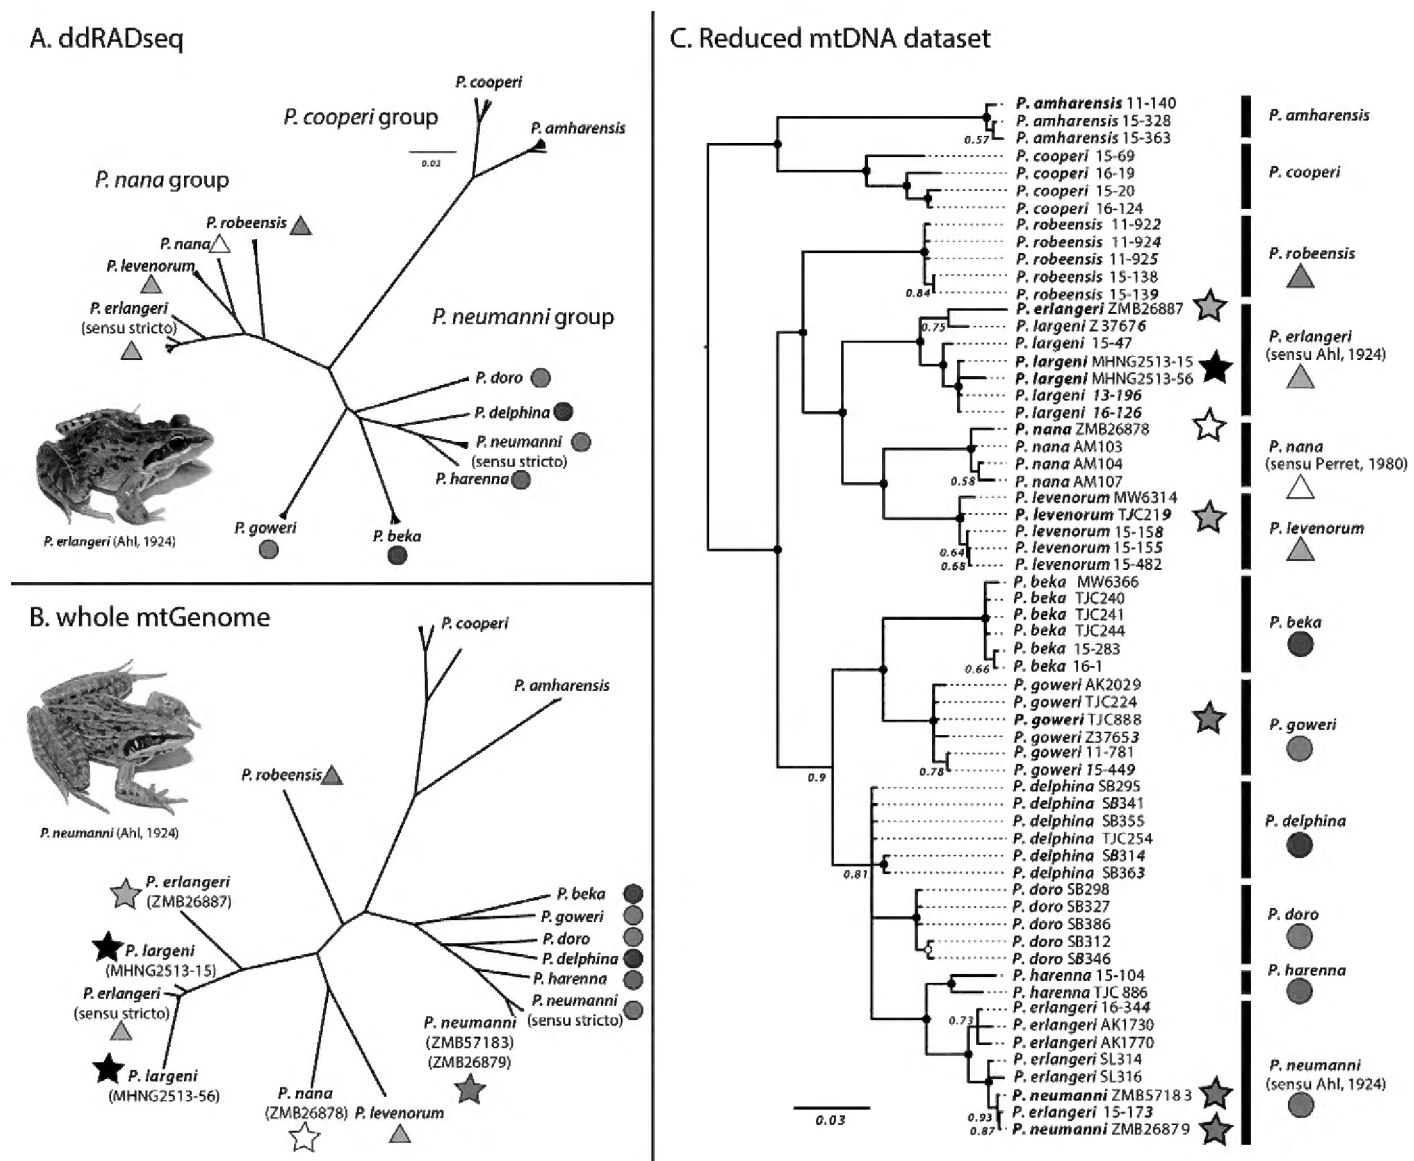 A. ddRADseq
P. cooperi
P. cooperi group
P. amharensis
0.02
P. nana group
P. robeensis
P. nana
P. levenorum
P. erlangeri
(sensu stricto)
P. neumanni group
P. doro
P. delphina
P. neumanni
(sensu stricto)
P. harenna
P. goweri
P. beka
P. erlangeri (Ahl, 1924)
B. whole mtGenome
P. cooperi
P. amharensis
P. robeensis
P. neumanni (Ahl, 1924)
P. erlangeri
(ZMB26887)
P. largeni
(MHNG2513-15)
P. erlangeri
(sensu stricto)
P. largeni
(MHNG2513-56)
P. beka
P. goweri
P. doro
P. delphina
P. harenna
P. neumanni
(sensu stricto)
P. neumanni
(ZMB57183)
(ZMB26879)
P. nana
(ZMB26878)
P. levenorum
C. Reduced mtDNA dataset
P. amharensis 11-140
P. amharensis 15-328
0.57
P. amharensis 15-363
P. cooperi 15-69
P. cooperi 16-19
P. cooperi 15-20
P. cooperi 16-124
P. robeensis 11-922
P. robeensis 11-924
P. robeensis 11-925
P. robeensis 15-138
0.84
P. robeensis 15-139
P. erlangeri ZMB26887
0.75
P. largeni Z37676
P. largeni 15-47
P. largeni MHNG2513-15
P. largeni MHNG2513-56
P. largeni 13-196
P. largeni 16-126
P. nana ZMB26878
P. nana AM103
P. nana AM104
0.58
P. nana AM107
P. levenorum MW6314
P. levenorum TJC219
P. levenorum 15-158
0.64
P. levenorum 15-155
0.68
P. levenorum 15-482
P. beka MW6366
P. beka TJC240
P. beka TJC241
P. beka TJC244
P. beka 15-283
0.66
P. beka 16-1
P. goweri AK2029
P. goweri TJC224
P. goweri TJC888
P. goweri Z37653
P. goweri 11-781
0.78
P. goweri 15-449
0.9
P. delphina SB295
P. delphina SB341
P. delphina SB355
P. delphina TJC254
P. delphina SB314
0.81
P. delphina SB363
P. doro SB298
P. doro SB327
P. doro SB386
P. doro SB312
P. doro SB346
P. harenna 15-104
P. harenna TJC 886
P. erlangeri 16-344
0.73
P. erlangeri AK1730
P. erlangeri AK1770
P. erlangeri SL314
P. erlangeri SL316
P. neumanni ZMB57183
0.93
P. erlangeri 15-173
0.87
P. neumanni ZMB26879
0.03
P. amharensis
P. cooperi
P. robeensis
P. erlangeri
(sensu Ahl, 1924)
P. nana
(sensu Perret, 1980)
P. levenorum
P. beka
P. goweri
P. delphina
P. doro
P. harenna
P. neumanni
(sensu Ahl, 1924)